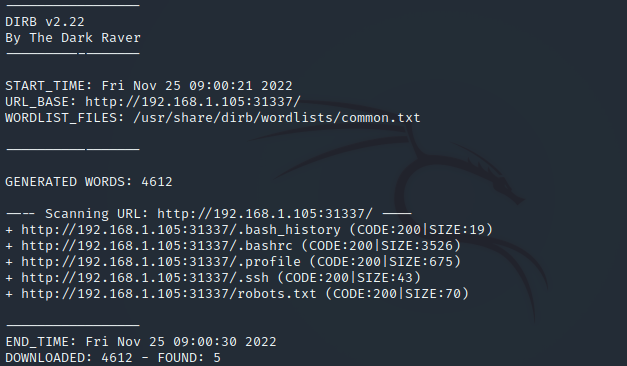 -----------------
DIRB v2.22
By The Dark Raver
-----------------
START_TIME: Fri Nov 25 09:00:21 2022
URL_BASE: http://192.168.1.105:31337/
WORDLIST_FILES: /usr/share/dirb/wordlists/common.txt
-----------------
GENERATED WORDS: 4612
---- Scanning URL: http://192.168.1.105:31337/ ----
+ http://192.168.1.105:31337/.bash_history (CODE:200|SIZE:19)
+ http://192.168.1.105:31337/.bashrc (CODE:200|SIZE:3526)
+ http://192.168.1.105:31337/.profile (CODE:200|SIZE:675)
+ http://192.168.1.105:31337/.ssh (CODE:200|SIZE:43)
+ http://192.168.1.105:31337/robots.txt (CODE:200|SIZE:70)
-----------------
END_TIME: Fri Nov 25 09:00:30 2022
DOWNLOADED: 4612 - FOUND: 5